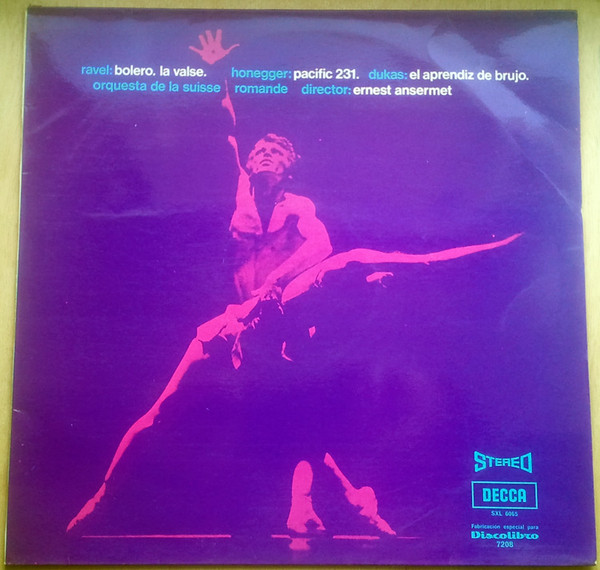 ravel: bolero. la valse. honegger: pacific 231. dukas: el aprendiz de brujo.
orquesta de la suisse romande director: ernest ansermet
STEREO
DECCA
SXL 6065
Fabricación especial para
Discolibro
7208